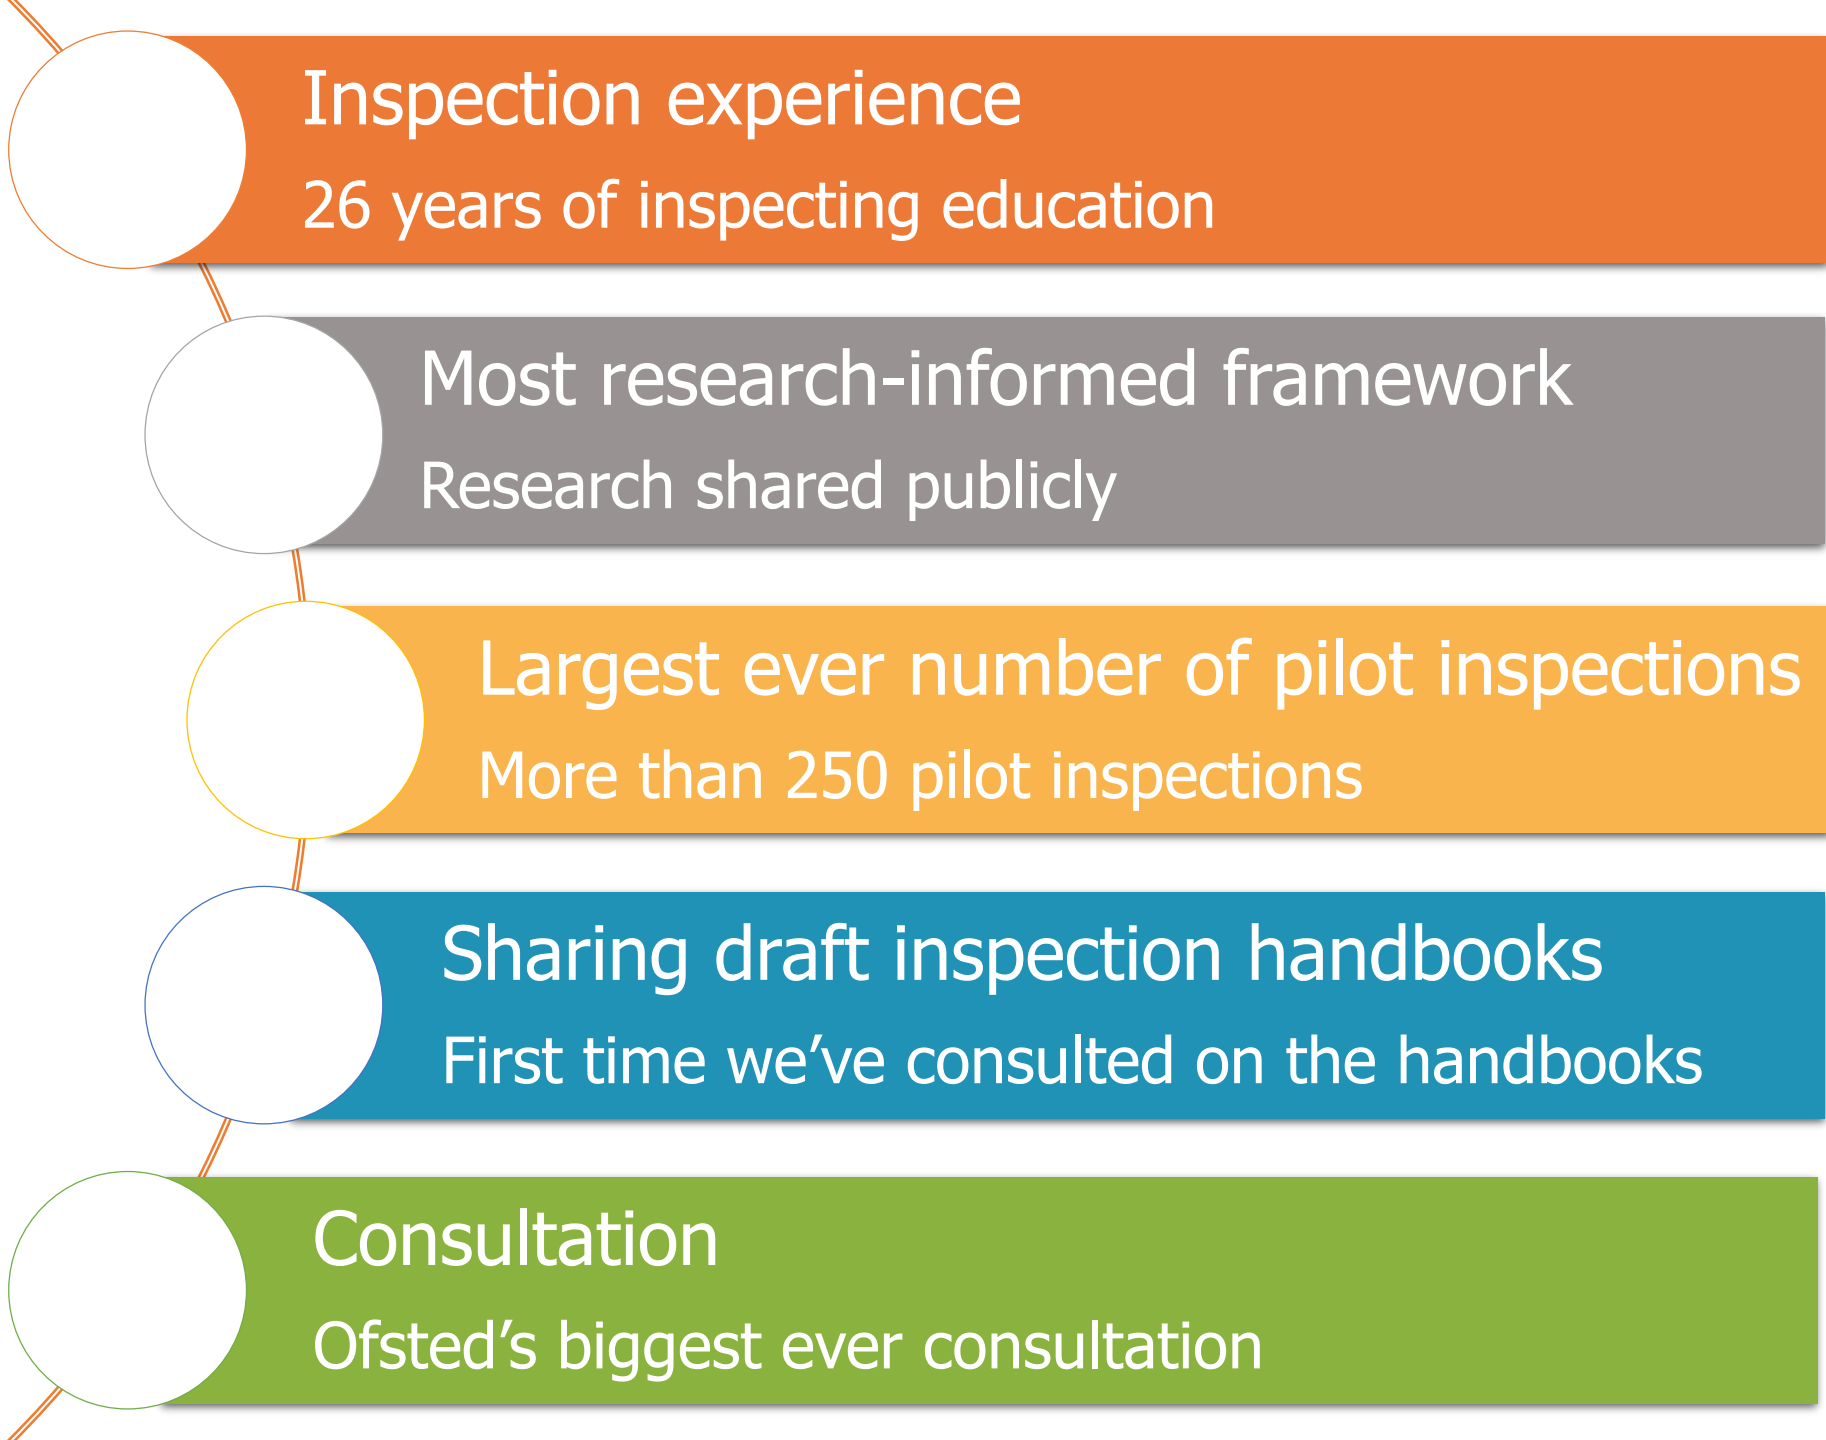 Inspection experience
26 years of inspecting education
Most research-informed framework
Research shared publicly
Largest ever number of pilot inspections
More than 250 pilot inspections
Sharing draft inspection handbooks
First time we’ve consulted on the handbooks
Consultation
Ofsted’s biggest ever consultation